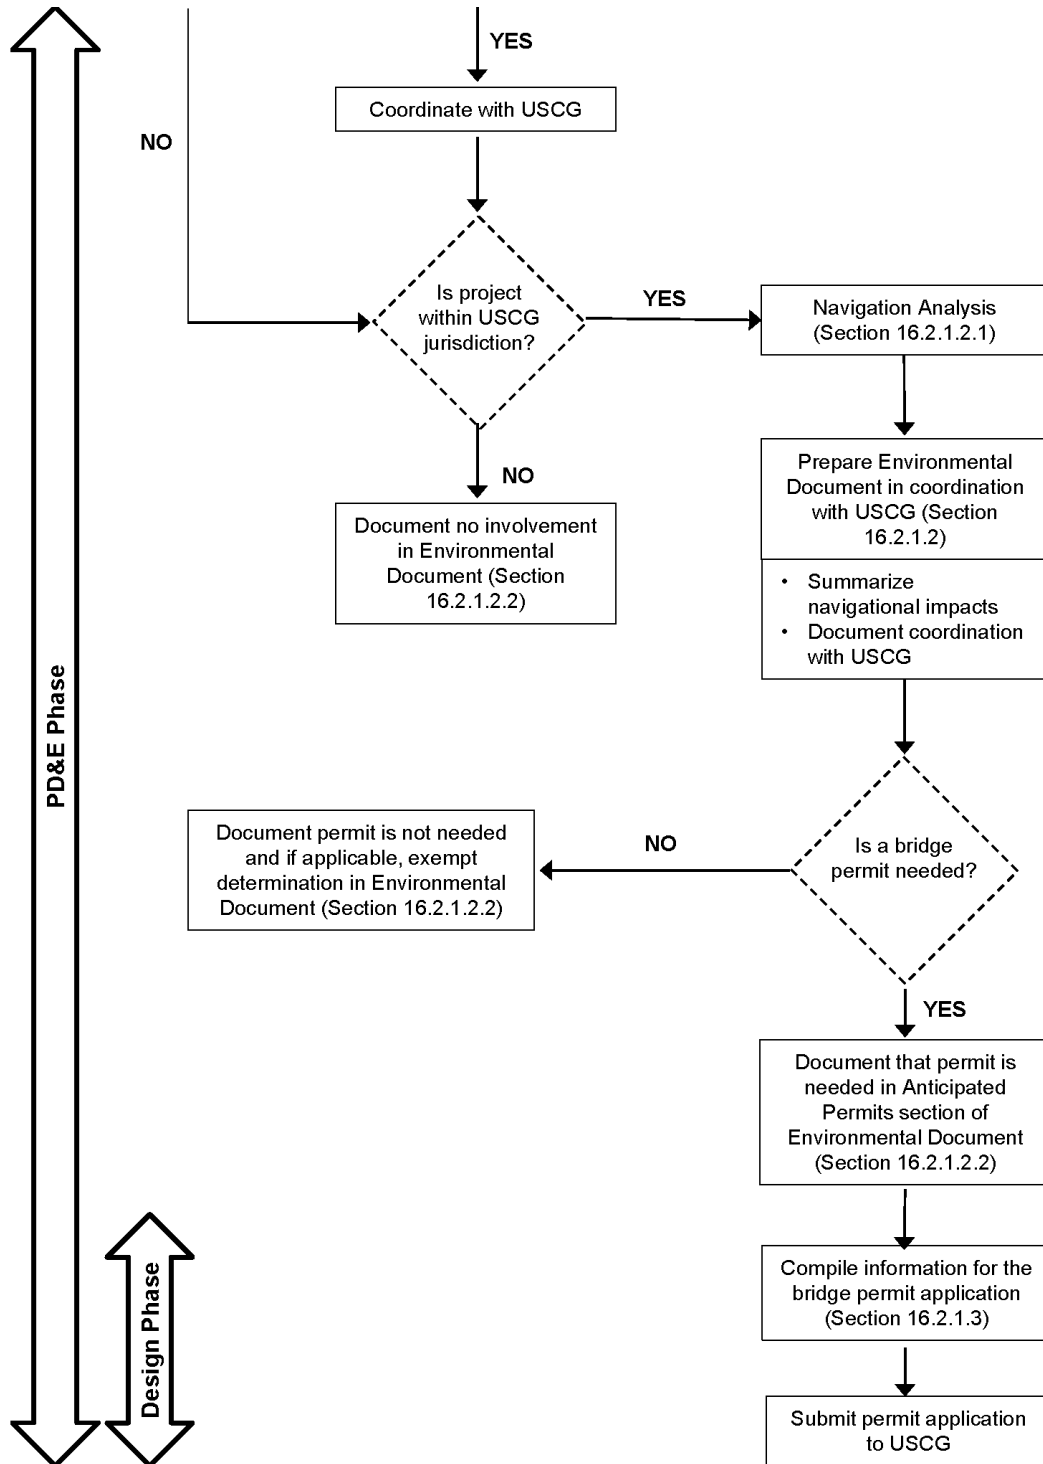 YES
Coordinate with USCG
NO
Is project
within USCG
jurisdiction?
YES
Navigation Analysis
(Section 16.2.1.2.1)
NO
Document no involvement
in Environmental
Document (Section
16.2.1.2.2)
Prepare Environmental
Document in coordination
with USCG (Section
16.2.1.2)
• Summarize
navigational impacts
• Document coordination
with USCG
PD&E Phase
Is a bridge
permit needed?
NO
Document permit is not needed
and if applicable, exempt
determination in Environmental
Document (Section 16.2.1.2.2)
YES
Document that permit is
needed in Anticipated
Permits section of
Environmental Document
(Section 16.2.1.2.2)
Design Phase
Compile information for the
bridge permit application
(Section 16.2.1.3)
Submit permit application
to USCG